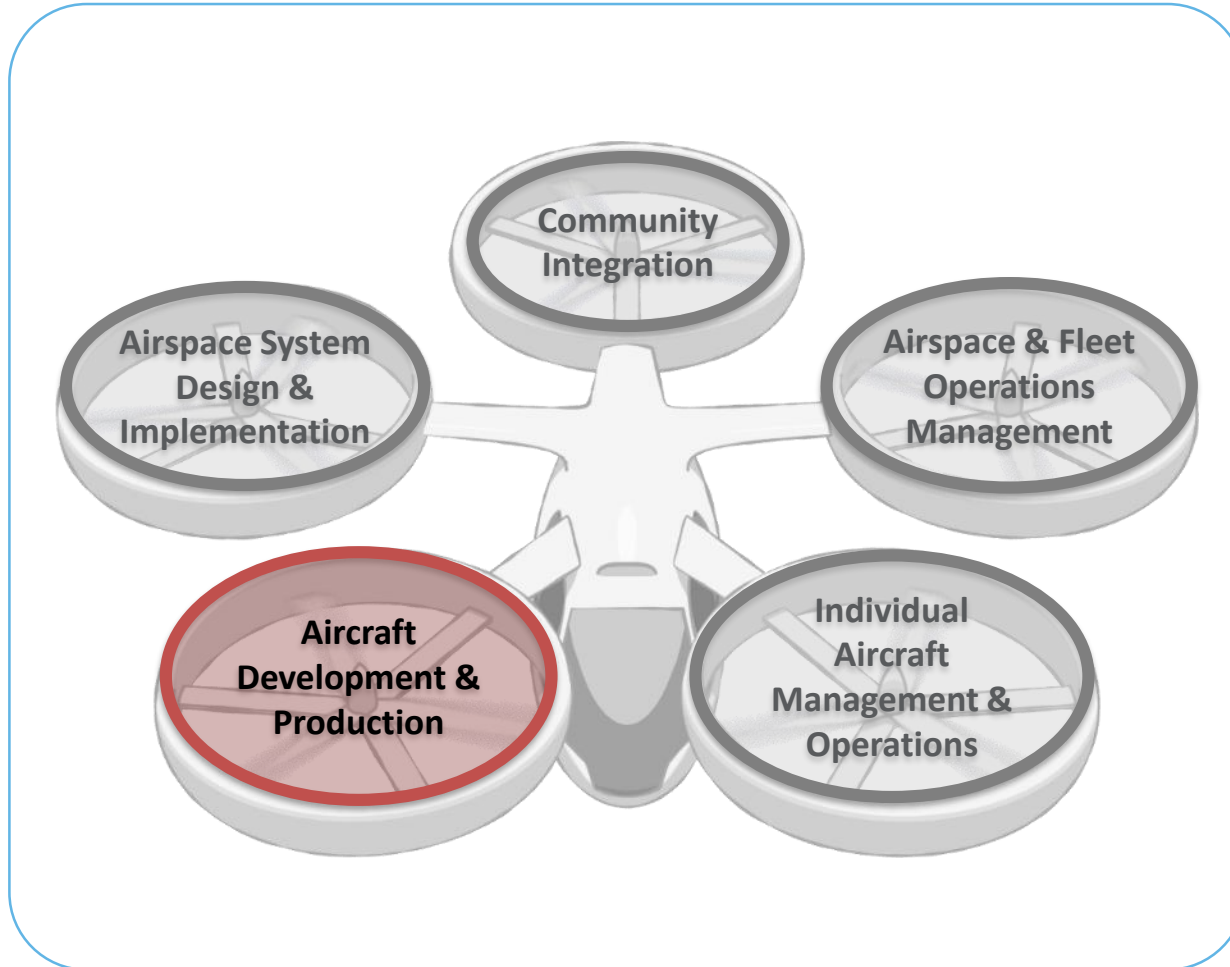 Community
Integration
Airspace System
Design &
Implementation
Airspace & Fleet
Operations
Management
Aircraft
Development &
Production
Individual
Aircraft
Management &
Operations